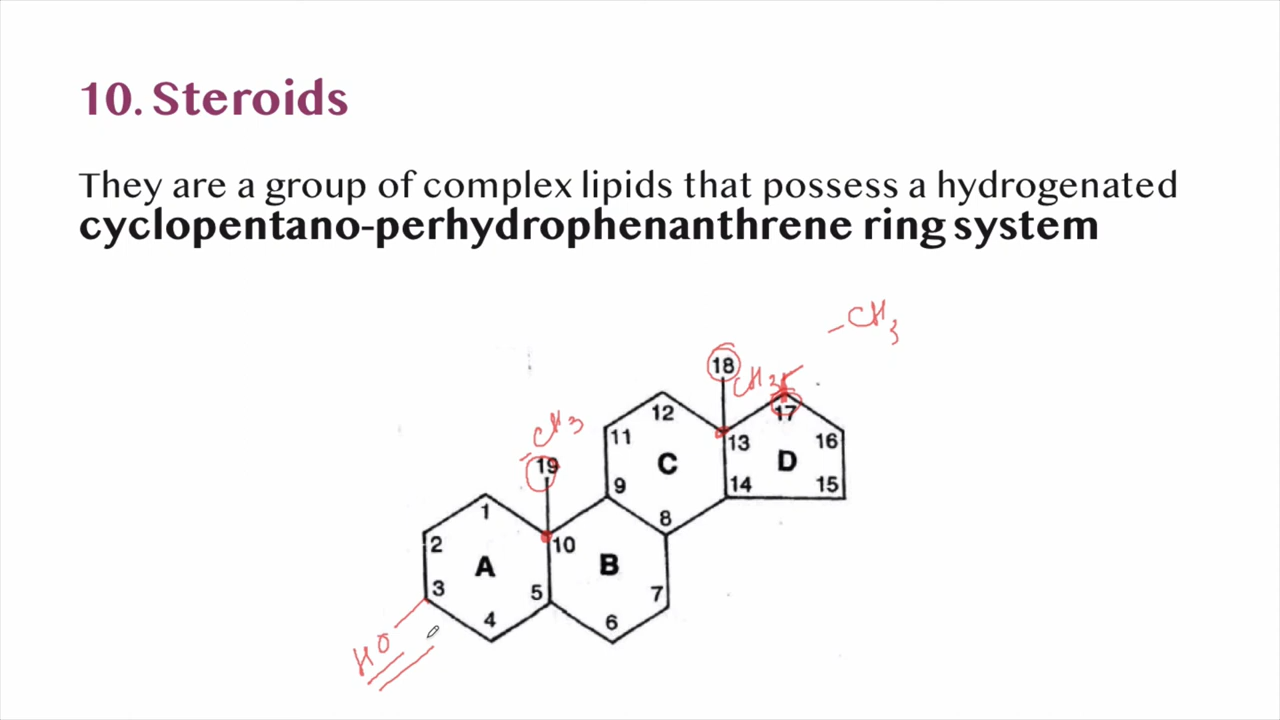 10. Steroids
They are a group of complex lipids that possess a hydrogenated
cyclopentano-perhydrophenanthrene ring system
-CH3
18
CH3
12
17
-CH3
11
13
16
19
C
D
9
14
15
1
8
2
10
A
B
3
5
7
4
6
HO